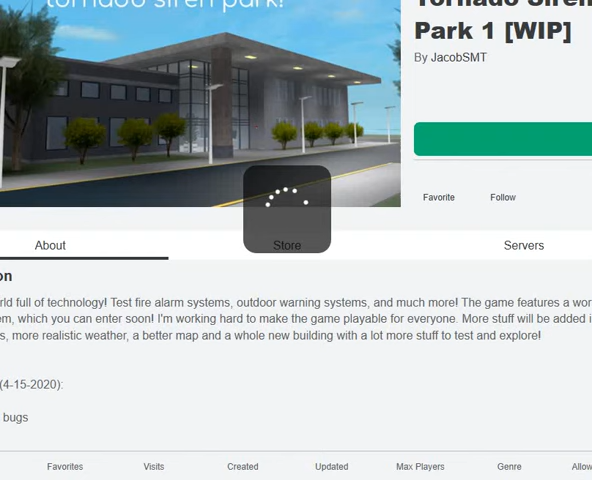 tornado siren park!
Tornado Siren
Park 1 [WIP]
By JacobSMT
Favorite Follow
About Store Servers
on
rld full of technology! Test fire alarm systems, outdoor warning systems, and much more! The game features a wor
em, which you can enter soon! I'm working hard to make the game playable for everyone. More stuff will be added i
s, more realistic weather, a better map and a whole new building with a lot more stuff to test and explore!
(4-15-2020):
bugs
Favorites Visits Created Updated Max Players Genre Allow